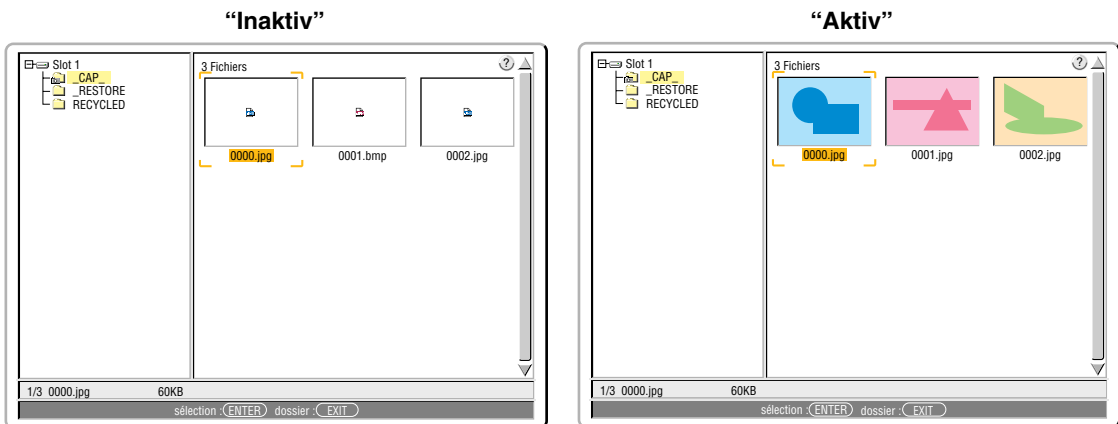 “Inaktiv”
Slot 1
_CAP_
_RESTORE
RECYCLED
3 Fichiers
?
0000.jpg
0001.bmp
0002.jpg
1/3 0000.jpg 60KB
sélection : ENTER dossier : EXIT
“Aktiv”
Slot 1
_CAP_
_RESTORE
RECYCLED
3 Fichiers
?
0000.jpg
0001.jpg
0002.jpg
1/3 0000.jpg 60KB
sélection : ENTER dossier : EXIT